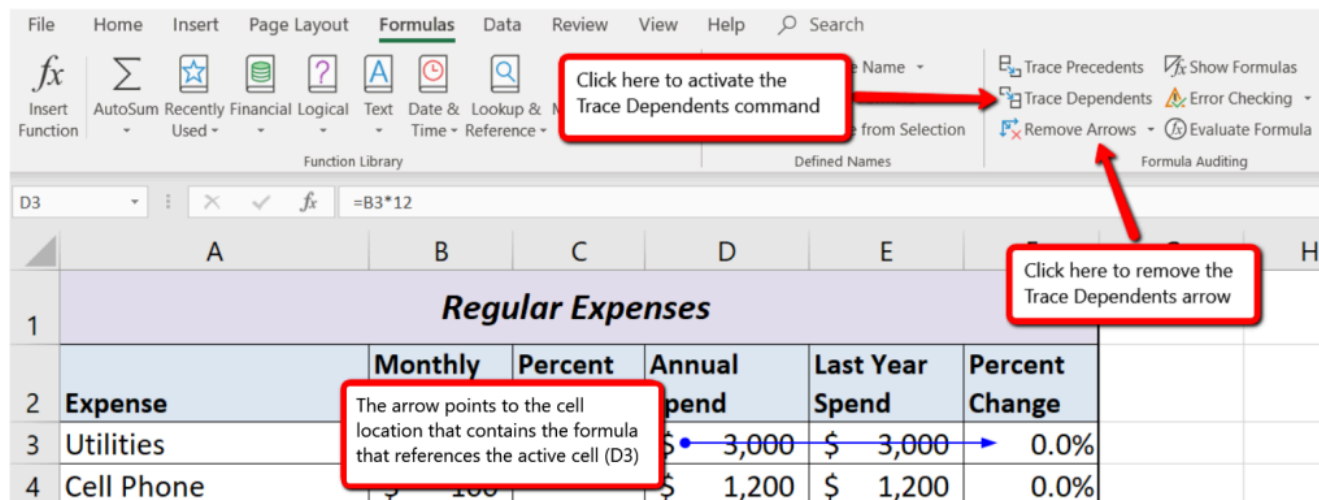 File Home Insert Page Layout Formulas Data Review View Help Search
Click here to activate the
Trace Dependents command
fx Insert Function
AutoSum
Recently Used
Financial
Logical
Text
Date & Time
Lookup & Reference
Function Library
Name
from Selection
Defined Names
Trace Precedents
Trace Dependents
Remove Arrows
Show Formulas
Error Checking
Evaluate Formula
Formula Auditing
Click here to remove the
Trace Dependents arrow
D3 fx =B3*12
A B C D E H
1 Regular Expenses
2 Expense Monthly Percent Annual Last Year Spend Percent Change
The arrow points to the cell
location that contains the formula
that references the active cell (D3)
3 Utilities $ 3,000 $ 3,000 0.0%
4 Cell Phone $ 100 $ 1,200 $ 1,200 0.0%